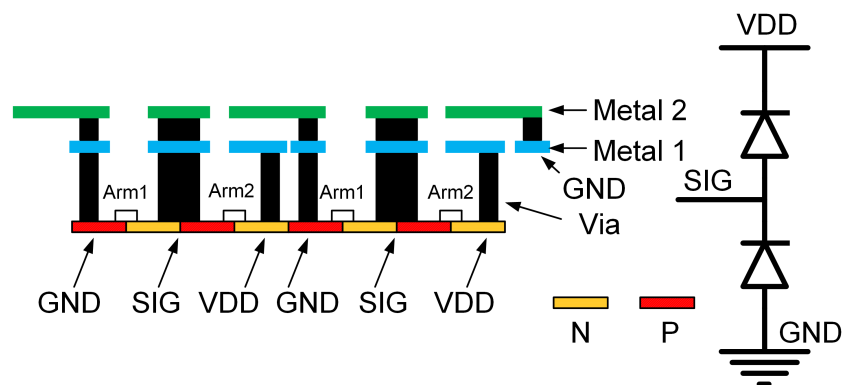 VDD
Metal 2
Metal 1
GND
SIG
Arm1
Arm2
Arm1
Arm2
Via
GND
SIG
VDD
GND
SIG
VDD
N
P
GND